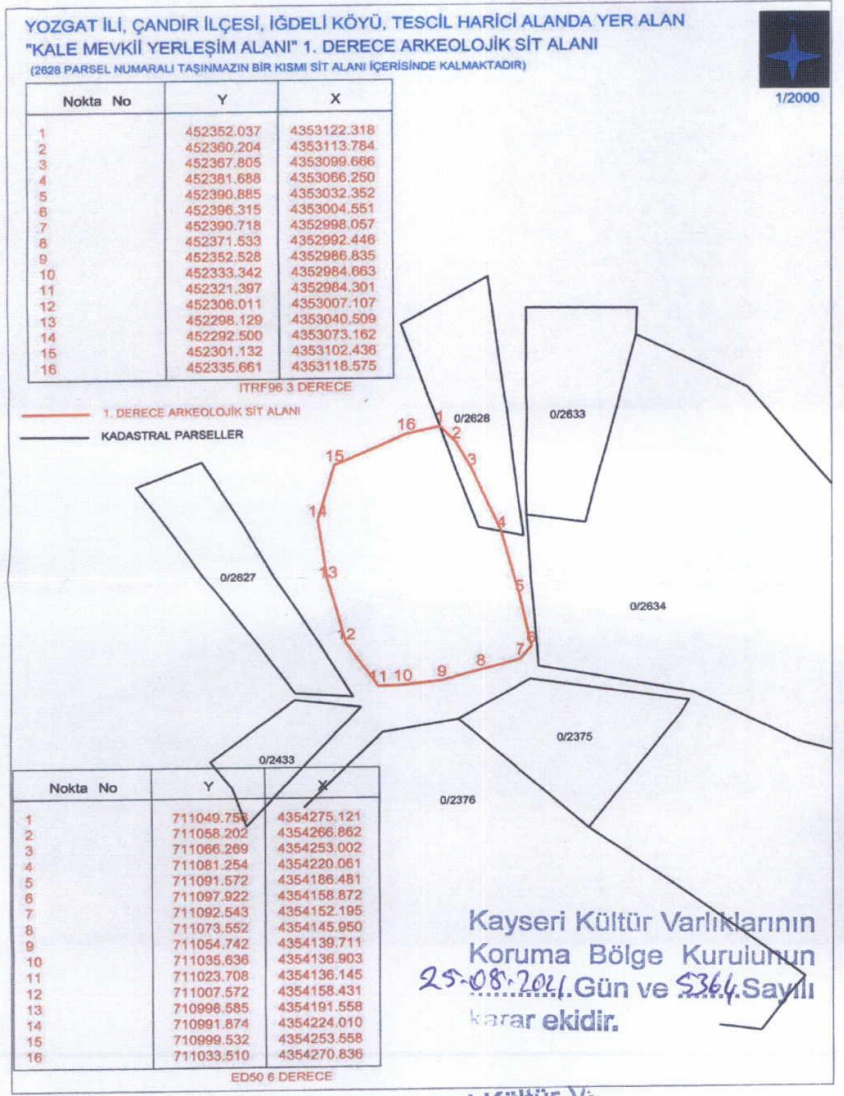 YOZGAT İLİ, ÇANDIR İLÇESİ, İĞDELİ KÖYÜ, TESCİL HARİCİ ALANDA YER ALAN
"KALE MEVKİİ YERLEŞİM ALANI" 1. DERECE ARKEOLOJİK SİT ALANI
(2628 PARSEL NUMARALI TAŞINMAZIN BİR KISMI SİT ALANI İÇERİSİNDE KALMAKTADIR)
1/2000
Nokta No Y X
1 452352.037 4353122.318
2 452360.204 4353113.784
3 452367.805 4353099.666
4 452381.688 4353066.250
5 452390.885 4353032.352
6 452396.315 4353004.551
7 452390.718 4352998.057
8 452371.533 4352992.446
9 452352.528 4352986.835
10 452333.342 4352984.663
11 452321.397 4352984.301
12 452306.011 4353007.107
13 452298.129 4353040.509
14 452292.500 4353073.162
15 452301.132 4353102.436
16 452335.661 4353118.575
ITRF96 3 DERECE
1. DERECE ARKEOLOJİK SİT ALANI
KADASTRAL PARSELLER
1
2
3
4
5
6
7
8
9
10
11
12
13
14
15
16
0/2628
0/2633
0/2627
0/2634
0/2433
0/2375
0/2376
Nokta No Y X
1 711049.758 4354275.121
2 711058.202 4354266.862
3 711066.269 4354253.002
4 711081.254 4354220.061
5 711091.572 4354186.481
6 711097.922 4354158.872
7 711092.543 4354152.195
8 711073.552 4354145.950
9 711054.742 4354139.711
10 711035.636 4354136.903
11 711023.708 4354136.145
12 711007.572 4354158.431
13 710998.585 4354191.558
14 710991.874 4354224.010
15 710999.532 4354253.558
16 711033.510 4354270.836
ED50 6 DERECE
Kayseri Kültür Varlıklarının
Koruma Bölge Kurulunun
25.08.2021.Gün ve 5364.Sayılı
karar ekidir.